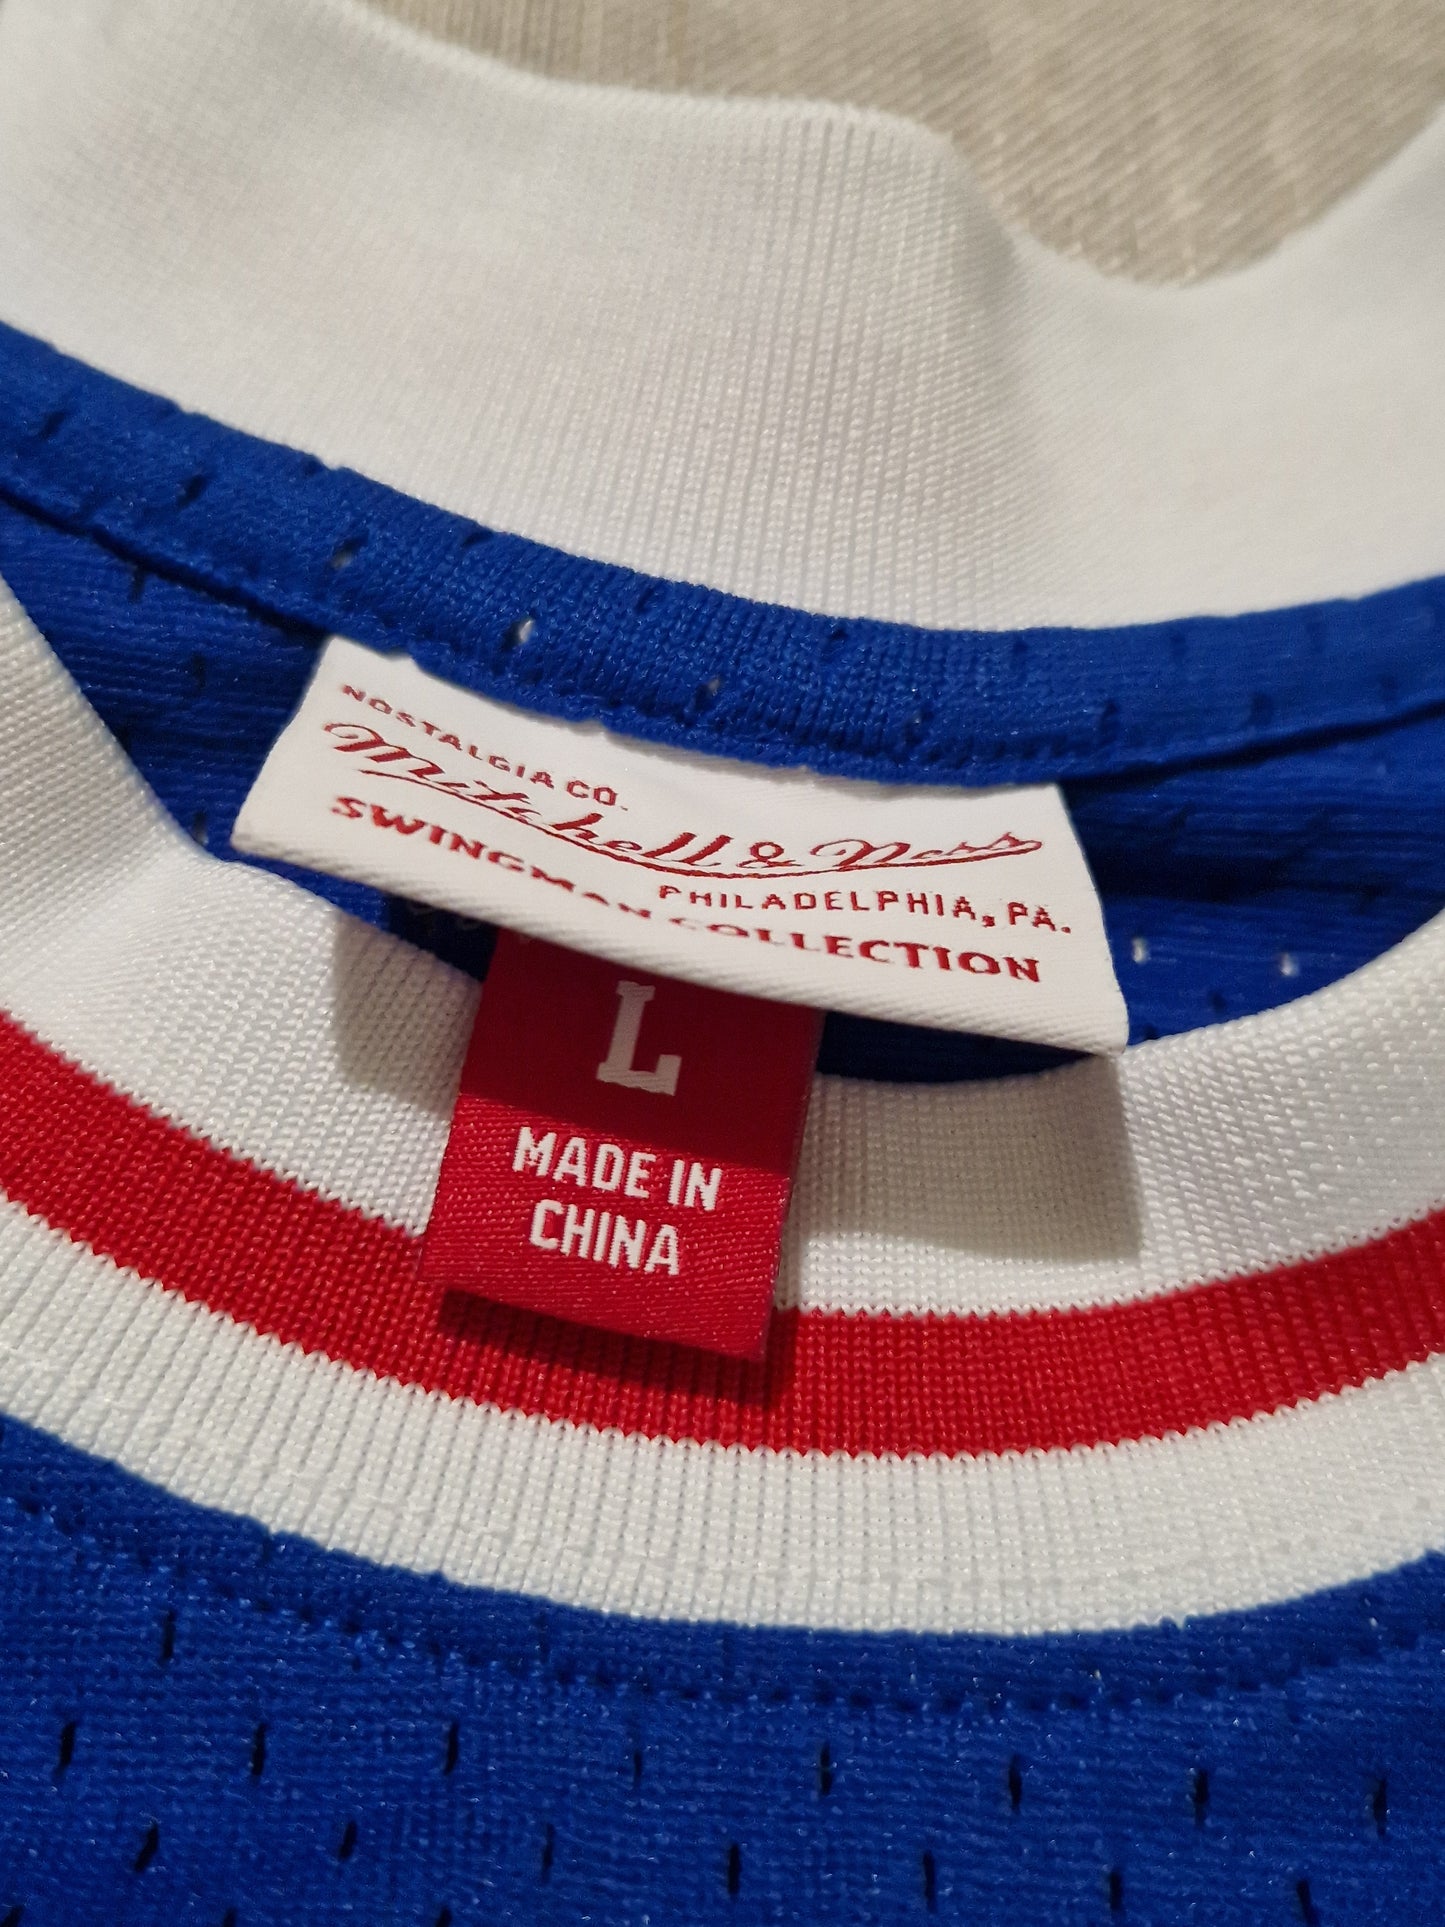 NOSTALGIA CO.
Mitchell & Ness
PHILADELPHIA, PA.
SWINGMAN COLLECTION
L
MADE IN
CHINA